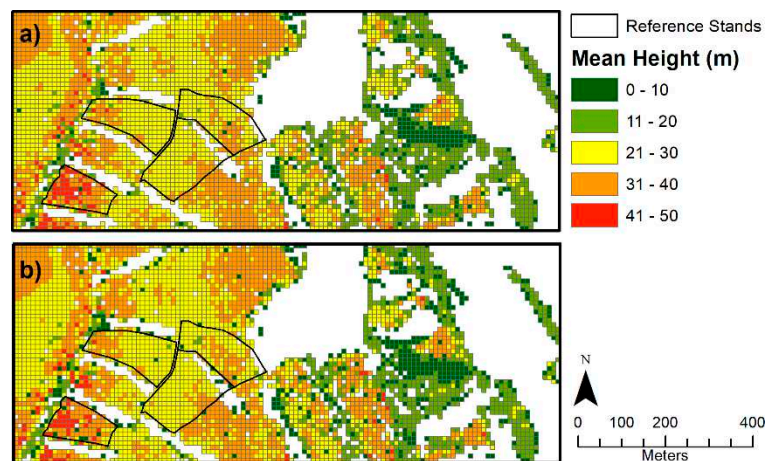 a)
Reference Stands
Mean Height (m)
0 - 10
11 - 20
21 - 30
31 - 40
41 - 50
b)
N
0 100 200 400
Meters